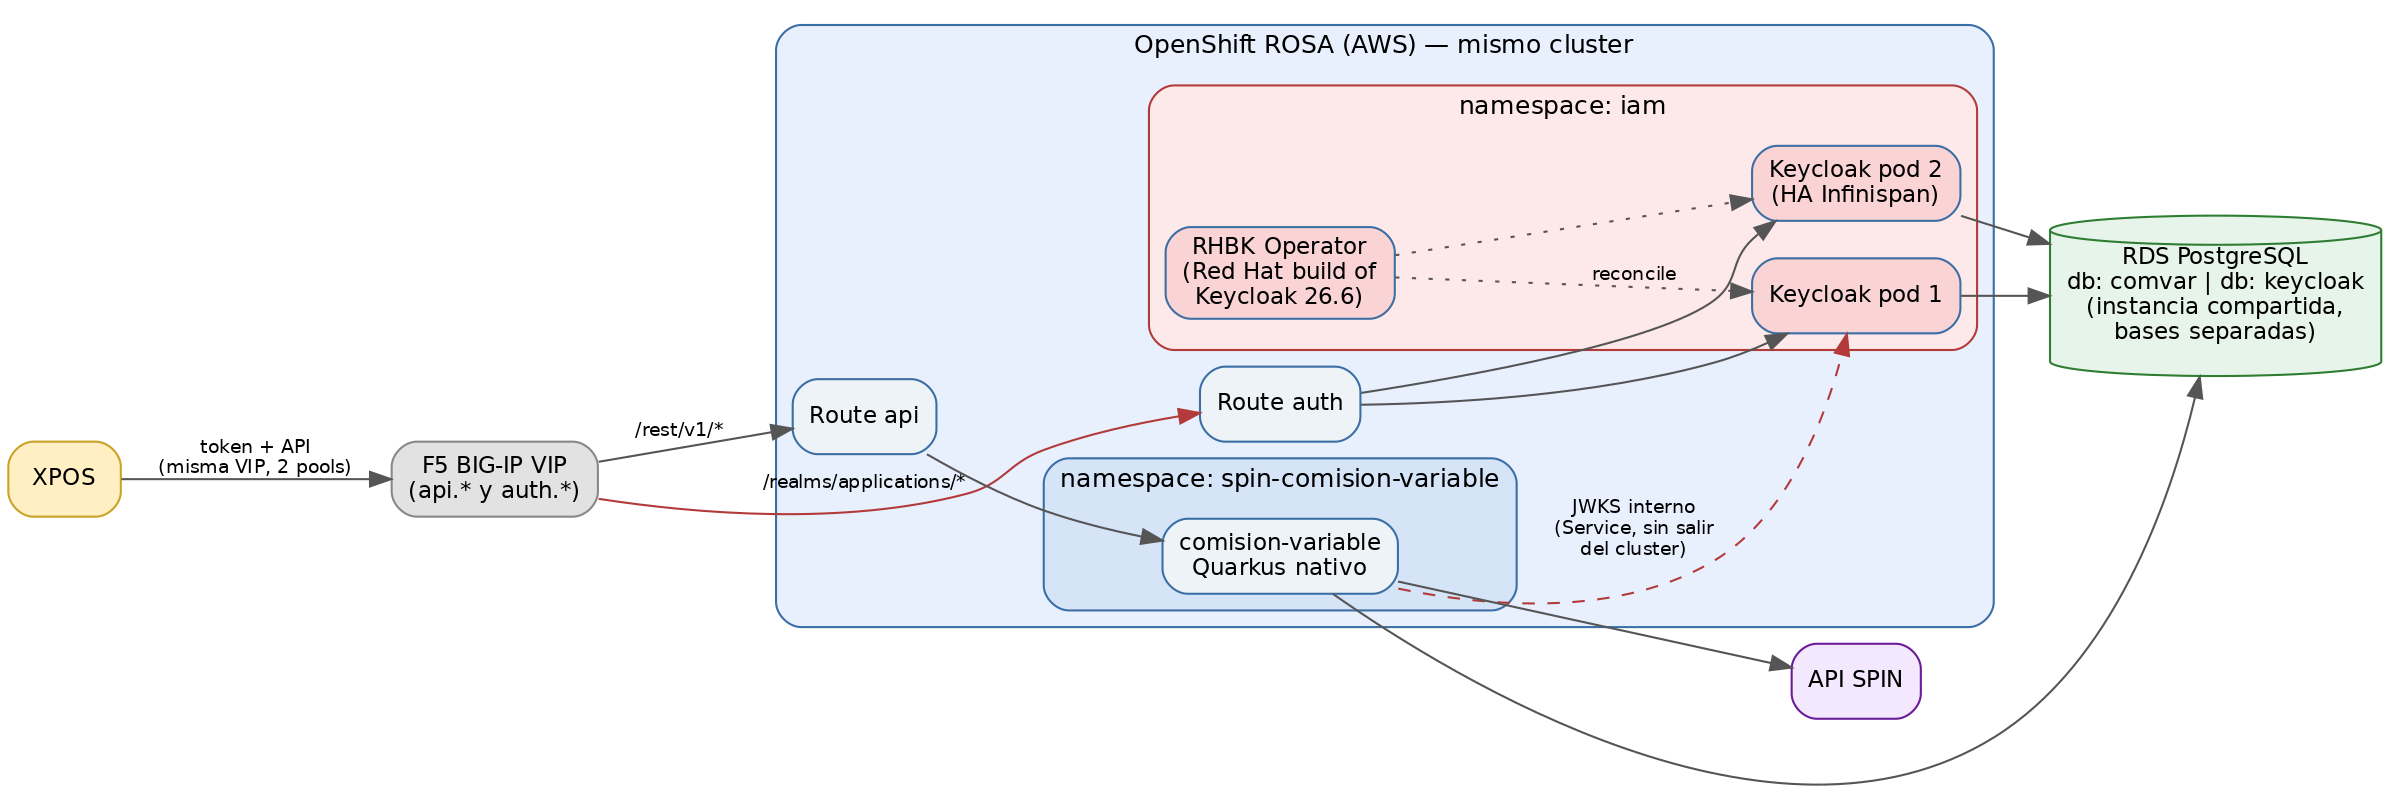 OpenShift ROSA (AWS) — mismo cluster
namespace: iam
Keycloak pod 2
(HA Infinispan)
RHBK Operator
(Red Hat build of
Keycloak 26.6)
reconcile
Keycloak pod 1
RDS PostgreSQL
db: comvar | db: keycloak
(instancia compartida,
bases separadas)
Route api
Route auth
XPOS
token + API
(misma VIP, 2 pools)
F5 BIG-IP VIP
(api.* y auth.*)
/rest/v1/*
/realms/applications/*
namespace: spin-comision-variable
comision-variable
Quarkus nativo
JWKS interno
(Service, sin salir
del cluster)
API SPIN